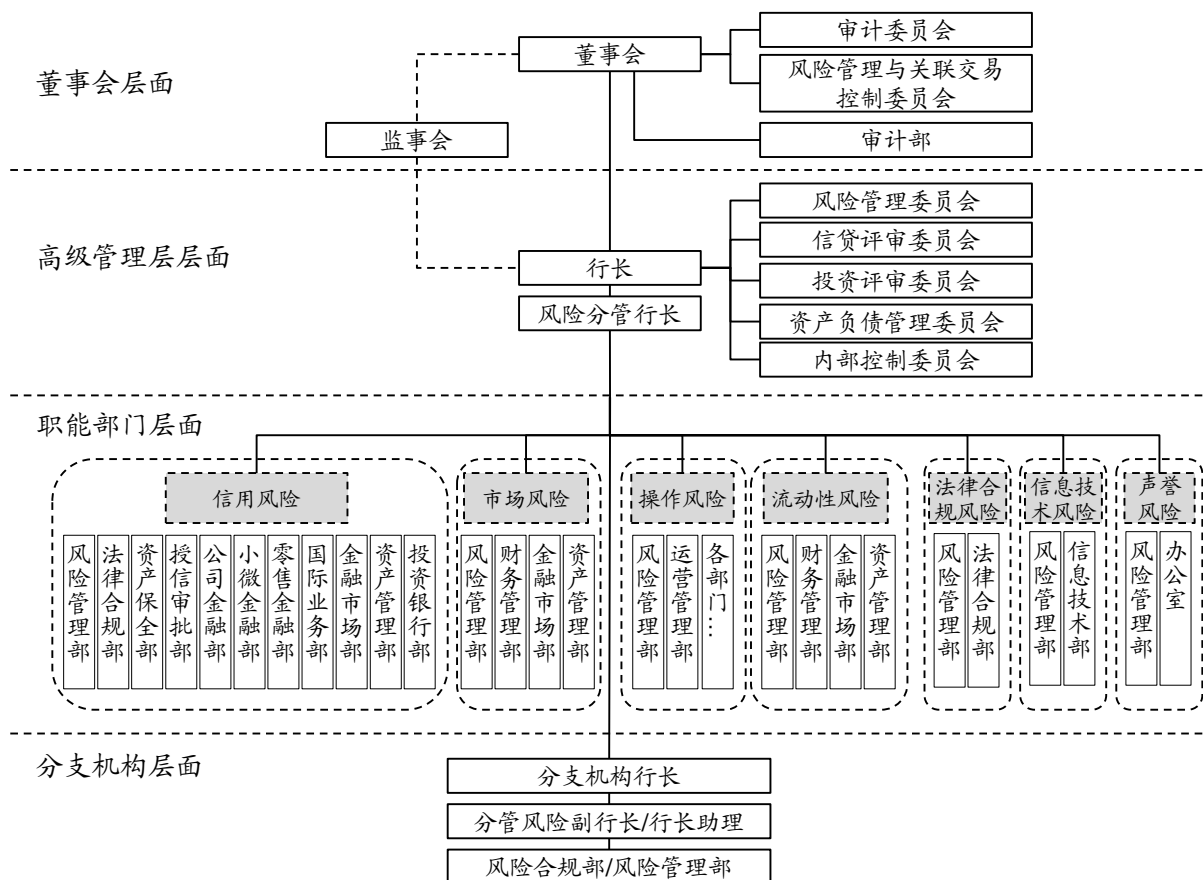 董事会
审计委员会
风险管理与关联交易
控制委员会
董事会层面
监事会
审计部
风险管理委员会
高级管理层层面
信贷评审委员会
行长
投资评审委员会
风险分管行长
资产负债管理委员会
内部控制委员会
职能部门层面
信用风险
市场风险
操作风险
流动性风险
法律合
规风险
信息技
术风险
声誉
风险
风险管理部
法律合规部
资产保全部
授信审批部
公司金融部
小微金融部
零售金融部
国际业务部
金融市场部
资产管理部
投资银行部
风险管理部
财务管理部
金融市场部
资产管理部
风险管理部
运营管理部
各部门…
风险管理部
财务管理部
金融市场部
资产管理部
风险管理部
法律合规部
风险管理部
信息技术部
风险管理部
办公室
分支机构层面
分支机构行长
分管风险副行长/行长助理
风险合规部/风险管理部